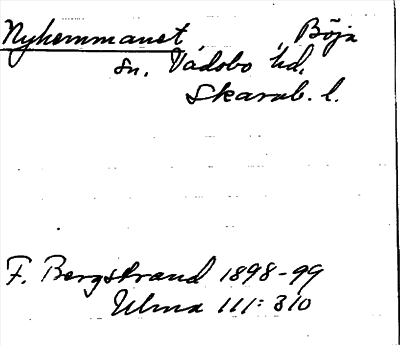 Nyhemmanet Böja
sn. Vadsbo hd.
Skarab. l.
F. Bergstrand 1898-99
Ulma 111:310